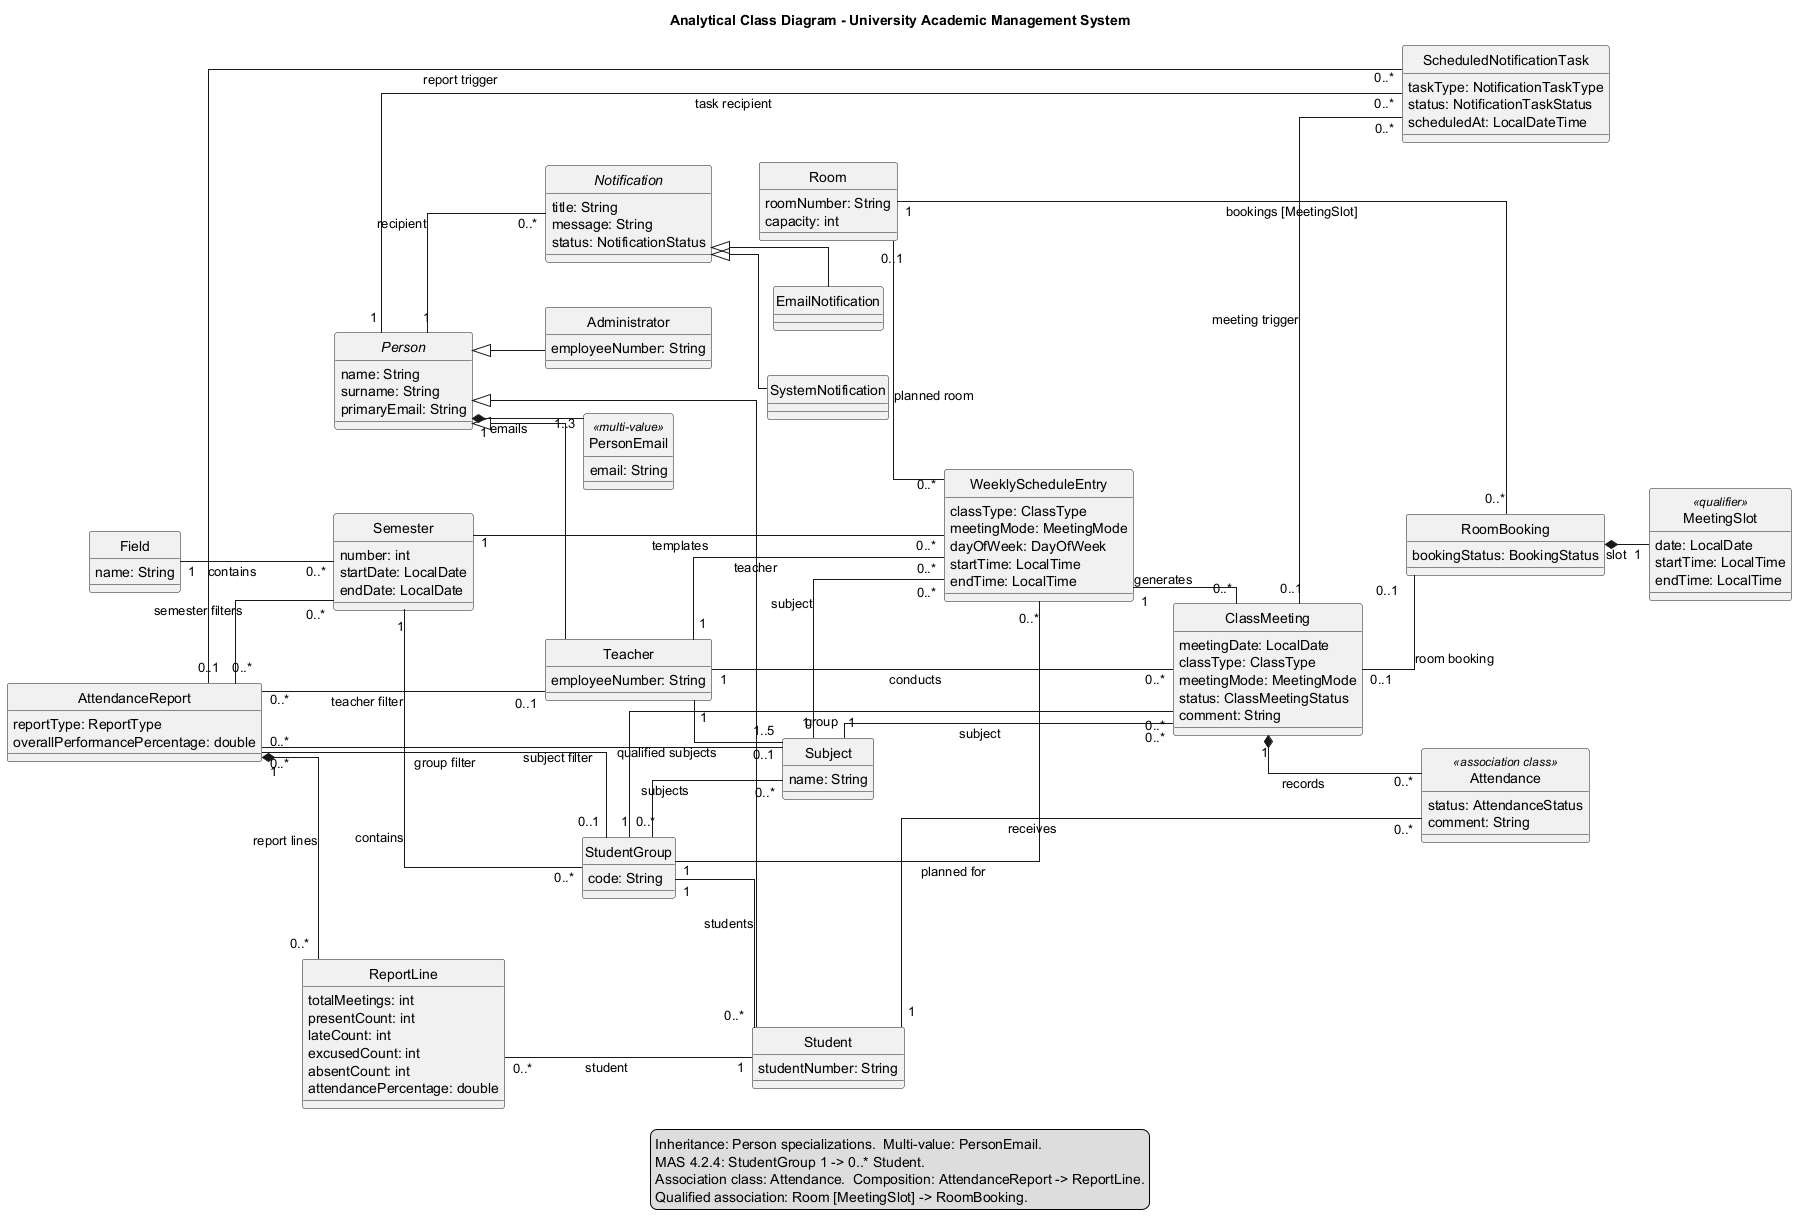 Analytical Class Diagram - University Academic Management System
ScheduledNotificationTask
taskType: NotificationTaskType
status: NotificationTaskStatus
scheduledAt: LocalDateTime
0..*
report trigger
0..*
task recipient
0..*
Notification
title: String
message: String
status: NotificationStatus
Room
roomNumber: String
capacity: int
1
bookings [MeetingSlot]
recipient
0..*
0..1
EmailNotification
1
1
Administrator
employeeNumber: String
meeting trigger
Person
name: String
surname: String
primaryEmail: String
SystemNotification
planned room
1
emails
1..3
«multi-value»
PersonEmail
email: String
WeeklyScheduleEntry
classType: ClassType
meetingMode: MeetingMode
dayOfWeek: DayOfWeek
startTime: LocalTime
endTime: LocalTime
0..*
0..*
«qualifier»
MeetingSlot
date: LocalDate
startTime: LocalTime
endTime: LocalTime
RoomBooking
bookingStatus: BookingStatus
slot
1
Field
name: String
Semester
number: int
startDate: LocalDate
endDate: LocalDate
1
templates
0..*
1
contains
0..*
teacher
0..*
generates
1
0..*
0..1
0..1
subject
0..*
semester filters
0..*
1
1
0..*
ClassMeeting
meetingDate: LocalDate
classType: ClassType
meetingMode: MeetingMode
status: ClassMeetingStatus
comment: String
room booking
0..1
Teacher
employeeNumber: String
0..1
0..*
1
conducts
0..*
AttendanceReport
reportType: ReportType
overallPerformancePercentage: double
0..*
teacher filter
0..1
1
1..5
1
group
1
0..*
subject
0..*
0..*
subject filter
qualified subjects
0..1
Subject
name: String
0..*
1
group filter
1
records
0..*
«association class»
Attendance
status: AttendanceStatus
comment: String
subjects
0..*
0..1
1
0..*
receives
0..*
report lines
contains
StudentGroup
code: String
0..*
1
planned for
1
students
0..*
ReportLine
totalMeetings: int
presentCount: int
lateCount: int
excusedCount: int
absentCount: int
attendancePercentage: double
0..*
1
Student
studentNumber: String
0..*
student
1
Inheritance: Person specializations.  Multi-value: PersonEmail.
MAS 4.2.4: StudentGroup 1 -> 0..* Student.
Association class: Attendance.  Composition: AttendanceReport -> ReportLine.
Qualified association: Room [MeetingSlot] -> RoomBooking.